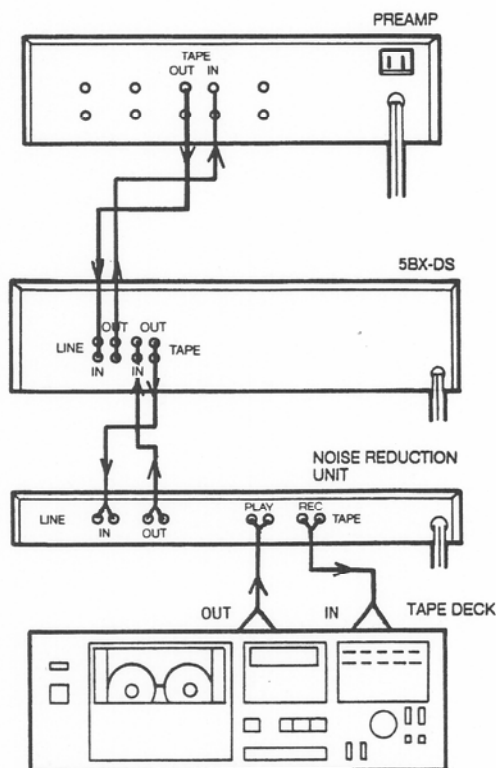 PREAMP
TAPE
OUT IN
5BX-DS
OUT OUT
LINE TAPE
IN IN
NOISE REDUCTION
UNIT
PLAY REC
LINE IN OUT TAPE
OUT IN TAPE DECK